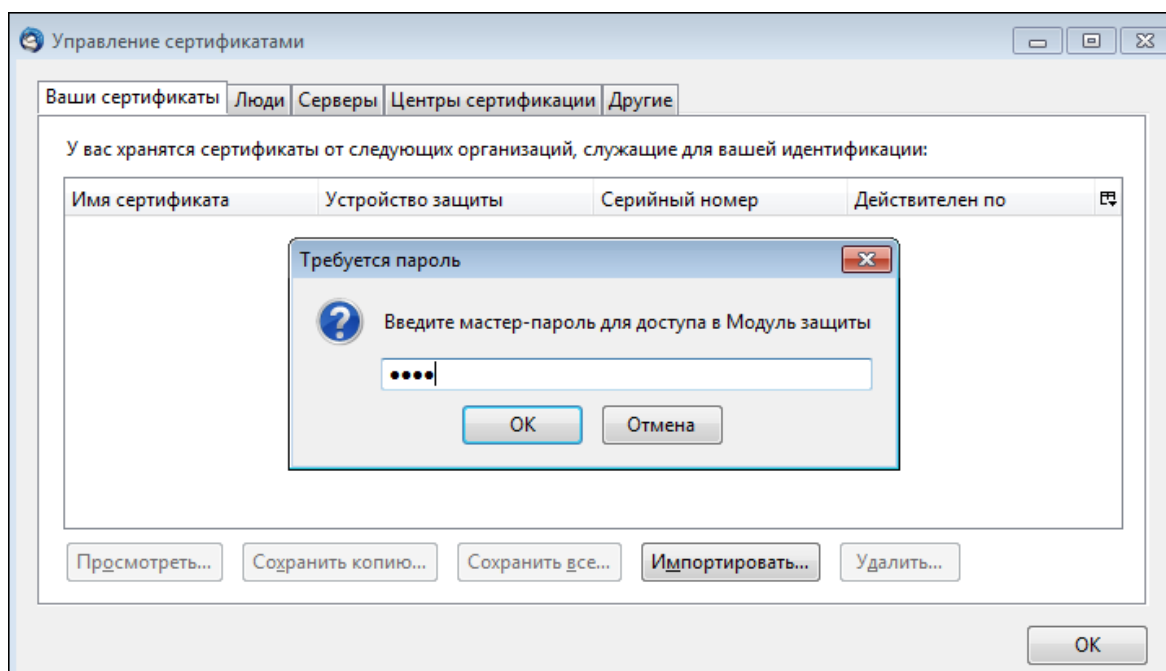 Управление сертификатами
Ваши сертификаты Люди Серверы Центры сертификации Другие
У вас хранятся сертификаты от следующих организаций, служащие для вашей идентификации:
Имя сертификата Устройство защиты Серийный номер Действителен по
Требуется пароль
Введите мастер-пароль для доступа в Модуль защиты
••••
ОК Отмена
Просмотреть... Сохранить копию... Сохранить все... Импортировать... Удалить...
ОК